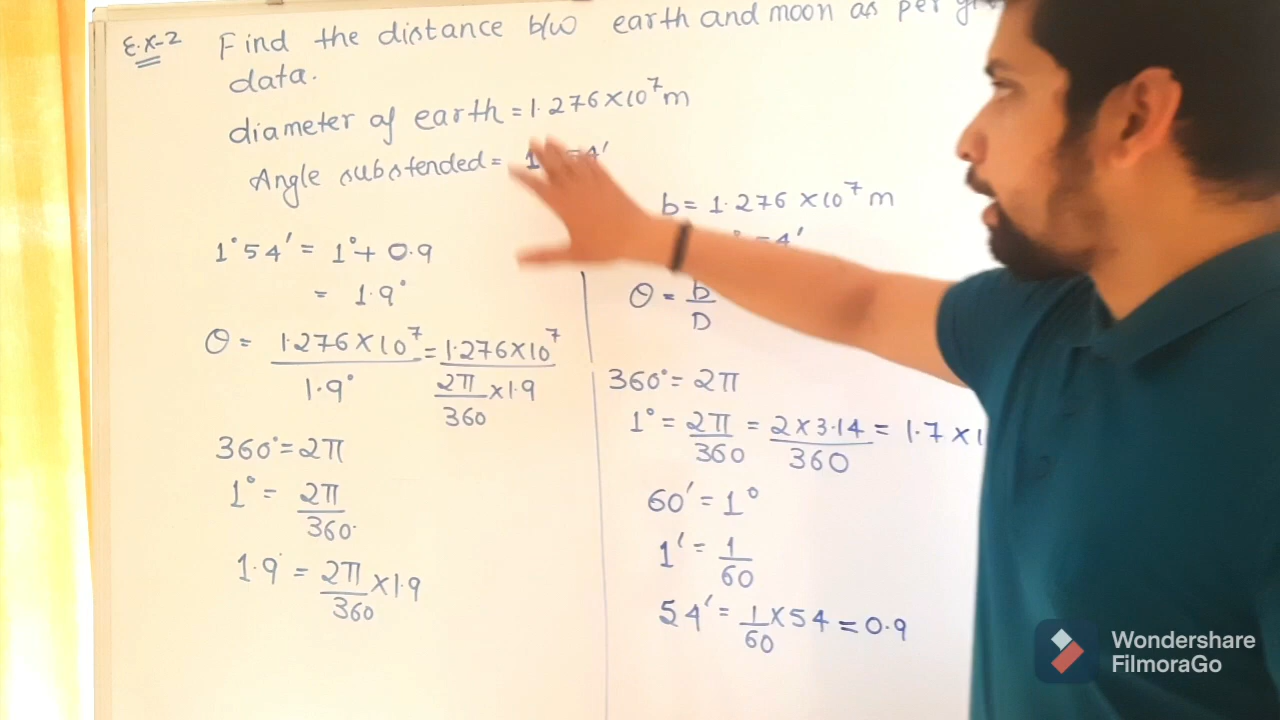 E.X-2 Find the distance b/w earth and moon as per
data.
diameter of earth = 1.276 × 10⁷ m
Angle substended =
1°54' = 1° + 0.9
= 1.9°
θ = 1.276 × 10⁷ / 1.9° = 1.276 × 10⁷ / 2π/360 × 1.9
360° = 2π
1° = 2π/360
1.9° = 2π/360 × 1.9
b = 1.276 × 10⁷ m
θ = b/D
360° = 2π
1° = 2π/360 = 2 × 3.14/360 = 1.7 ×
60' = 1°
1' = 1/60
54' = 1/60 × 54 = 0.9
Wondershare
FilmoraGo